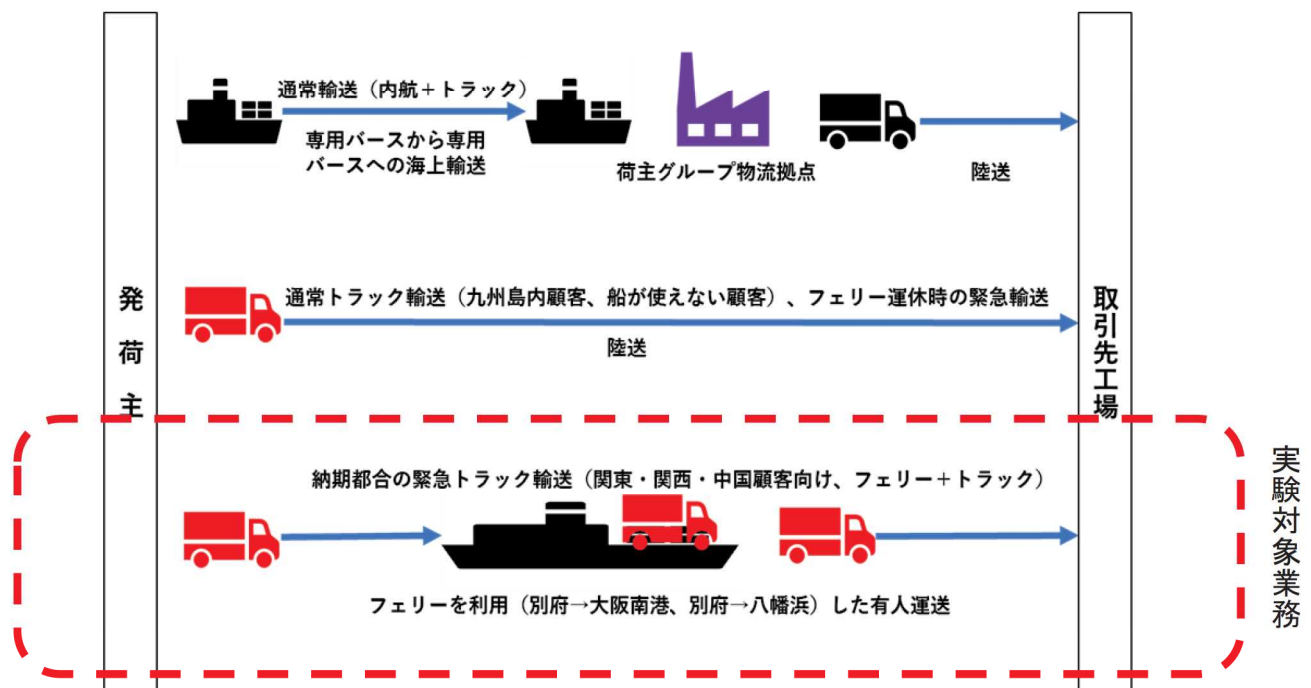 通常輸送（内航＋トラック）
専用バースから専用
バースへの海上輸送
荷主グループ物流拠点
陸送
発荷主
通常トラック輸送（九州島内顧客、船が使えない顧客）、フェリー運休時の緊急輸送
陸送
取引先工場
納期都合の緊急トラック輸送（関東・関西・中国顧客向け、フェリー＋トラック）
フェリーを利用（別府→大阪南港、別府→八幡浜）した有人運送
実験対象業務